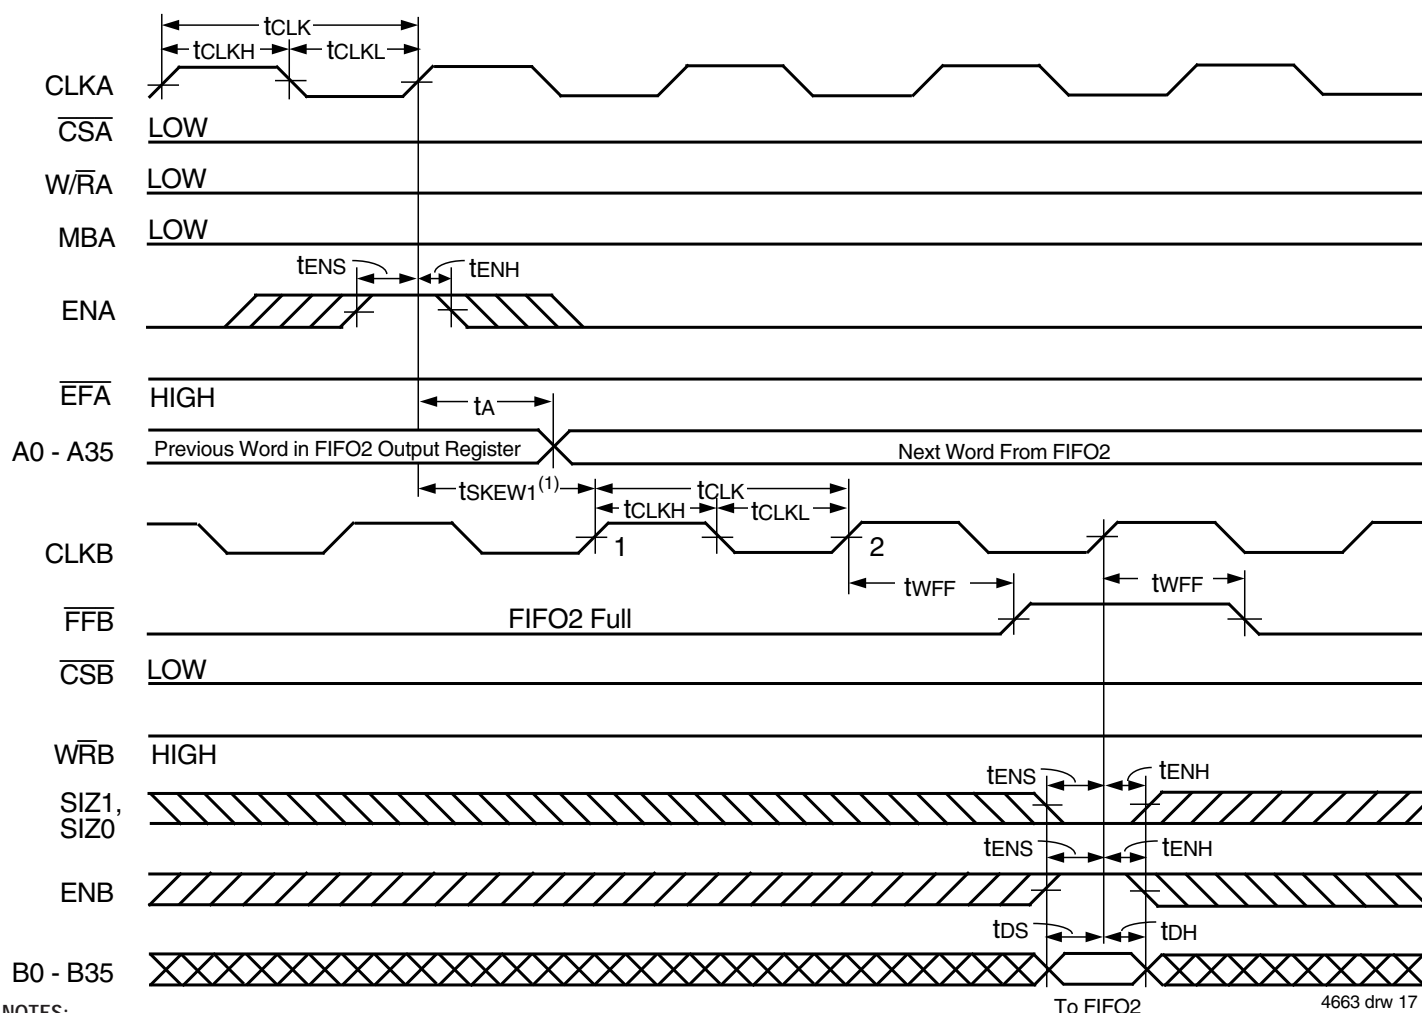 tCLK
tCLKH tCLKL
CLKA
CSA LOW
W/RA LOW
MBA LOW
tENS tENH
ENA
EFA HIGH
tA
A0 - A35 Previous Word in FIFO2 Output Register Next Word From FIFO2
tSKEW1(1) tCLK
tCLKH tCLKL
CLKB 1 2
tWFF tWFF
FFB FIFO2 Full
CSB LOW
WRB HIGH
tENS tENH
SIZ1,
SIZ0
tENS tENH
ENB
tDS tDH
B0 - B35
NOTES: To FIFO2 4663 drw 17